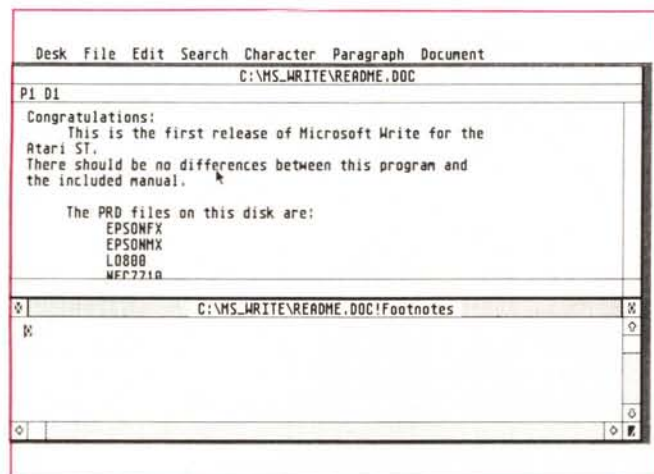 Desk File Edit Search Character Paragraph Document
C:\MS_WRITE\README.DOC
P1 D1
Congratulations:
This is the first release of Microsoft Write for the
Atari ST.
There should be no differences between this program and
the included manual.
The PRD files on this disk are:
EPSONFX
EPSONMX
LQ800
NEC7710
C:\MS_WRITE\README.DOC!Footnotes